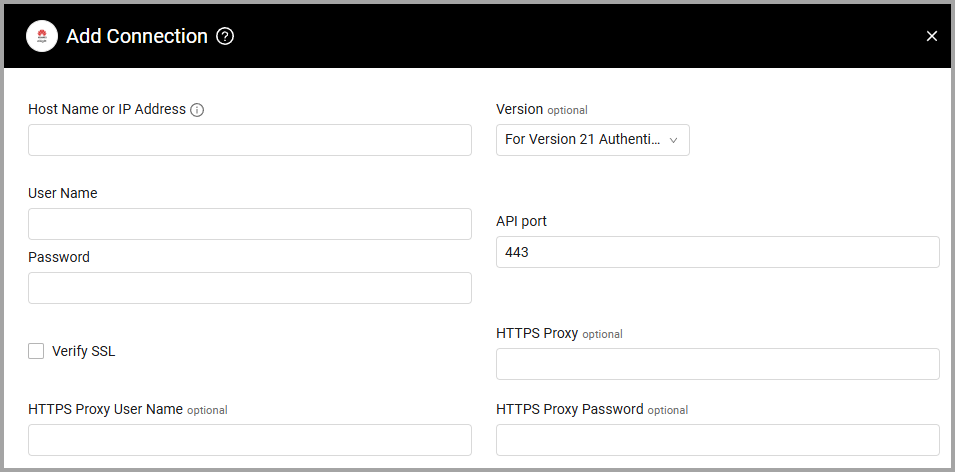 Add Connection ?
Host Name or IP Address
Version optional
For Version 21 Authenti...
User Name
API port
443
Password
HTTPS Proxy optional
Verify SSL
HTTPS Proxy User Name optional
HTTPS Proxy Password optional